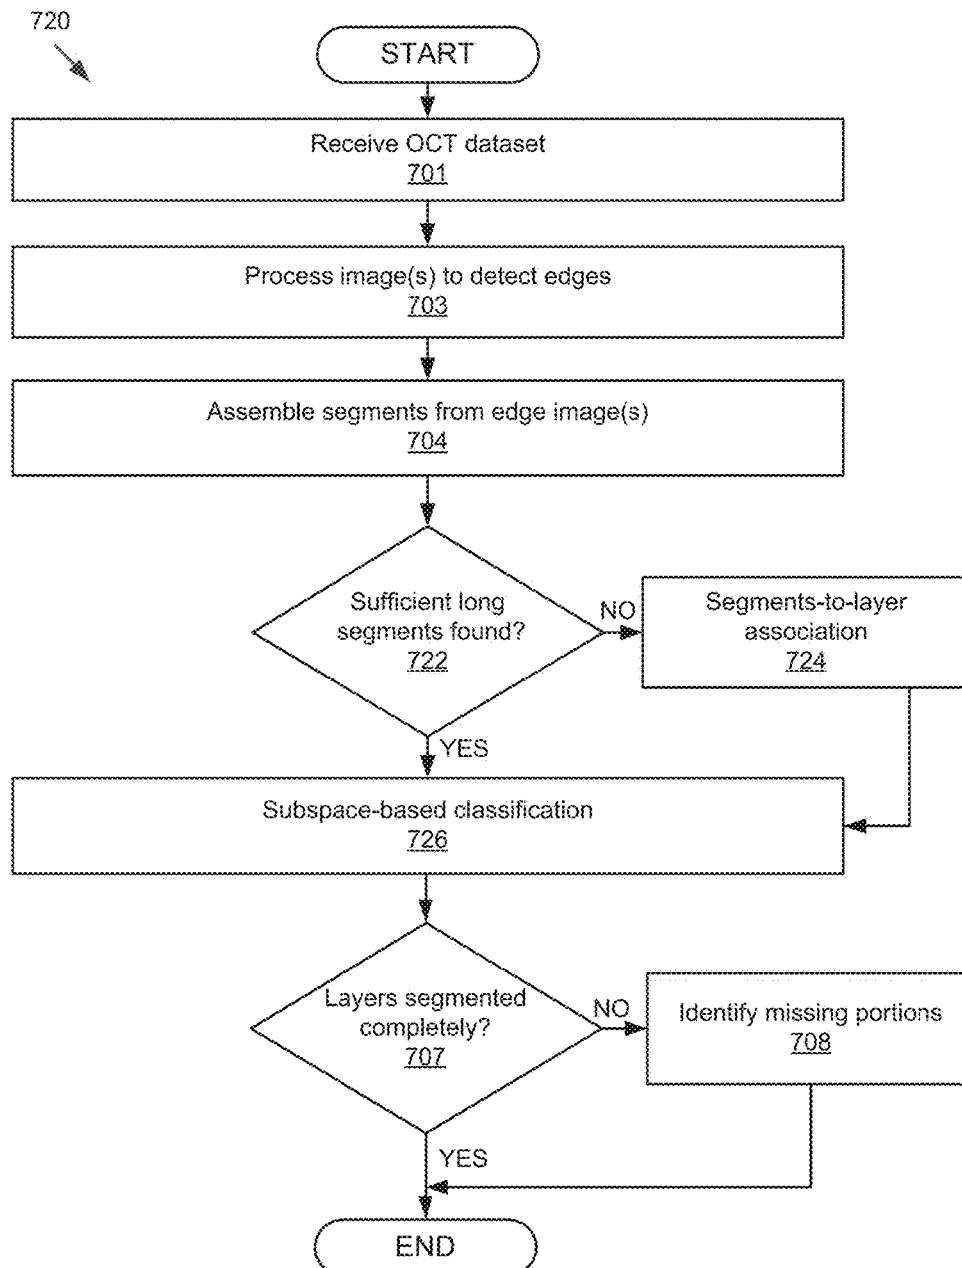 720
START
Receive OCT dataset
701
Process image(s) to detect edges
703
Assemble segments from edge image(s)
704
Sufficient long
segments found?
722
NO
Segments-to-layer
association
724
YES
Subspace-based classification
726
Layers segmented
completely?
707
NO
Identify missing portions
708
YES
END